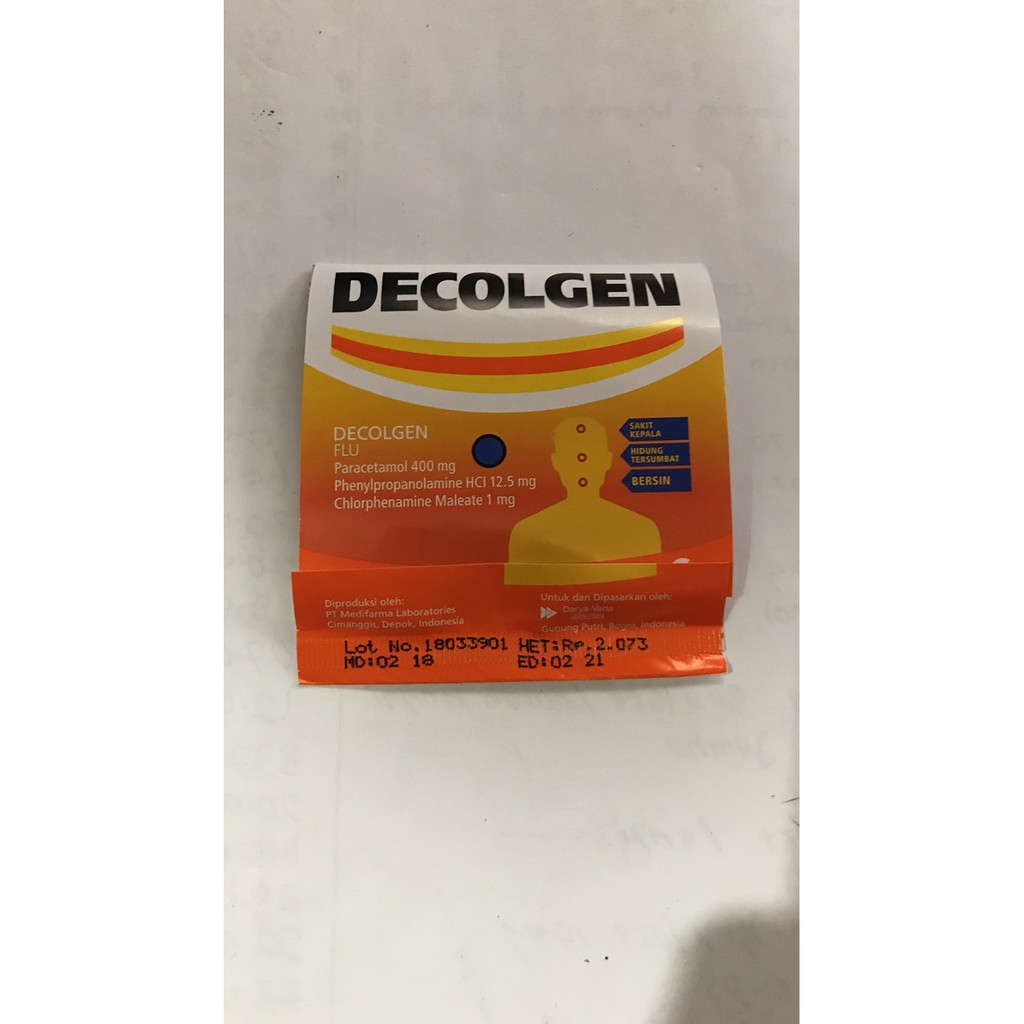 DECOLGEN
DECOLGEN
FLU
Paracetamol 400 mg
Phenylpropanolamine HCl 12.5 mg
Chlorphenamine Maleate 1 mg
SAKIT
KEPALA
HIDUNG
TERSUMBAT
BERSIN
Diproduksi oleh:
PT Medifarma Laboratories
Cimanggis, Depok, Indonesia
Untuk dan Dipasarkan oleh:
Darya-Varia
Gunung Putri, Bogor, Indonesia
Lot No.18033901 HET:Rp.2.073
MD:02 18 ED:02 21